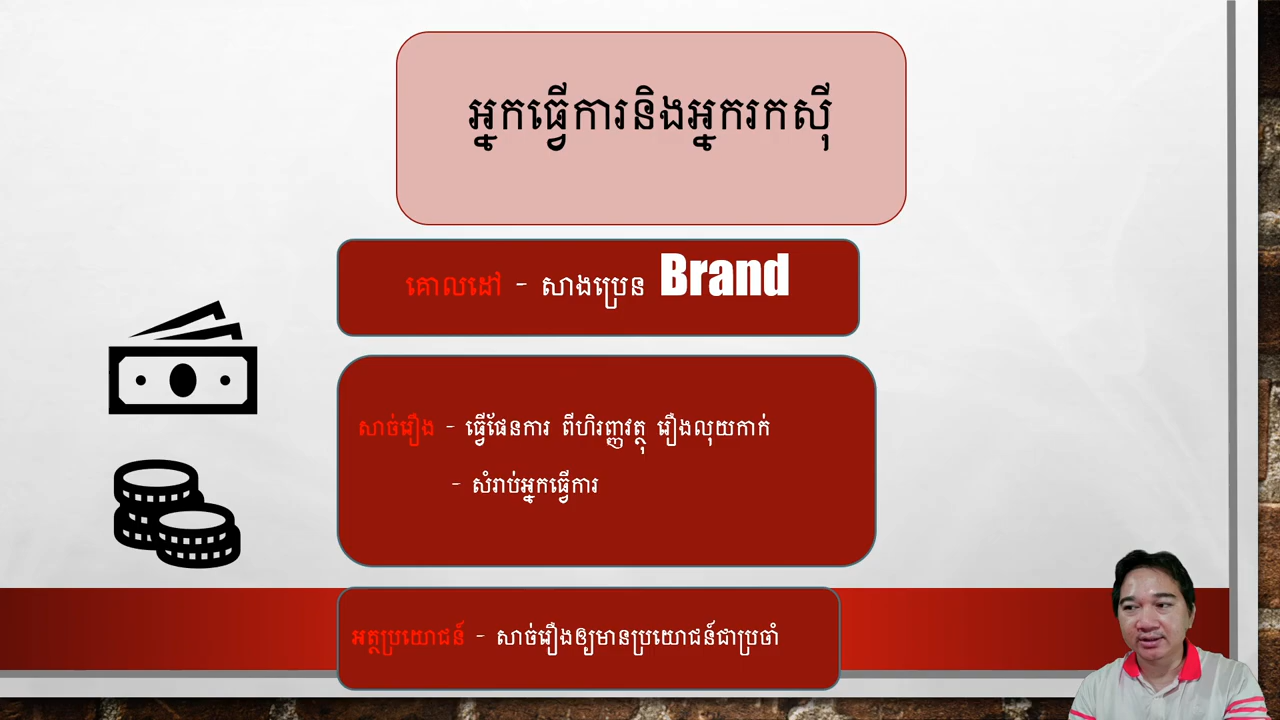 អ្នកធ្វើការនិងអ្នករកស៊ី
គោលដៅ - សាងប្រេន Brand
សាច់រឿង - ធ្វើផែនការ ពីហិរញ្ញវត្ថុ រឿងលុយកាក់
- សំរាប់អ្នកធ្វើការ
អត្ថប្រយោជន៍ - សាច់រឿងឲ្យមានប្រយោជន៍ជាប្រចាំ